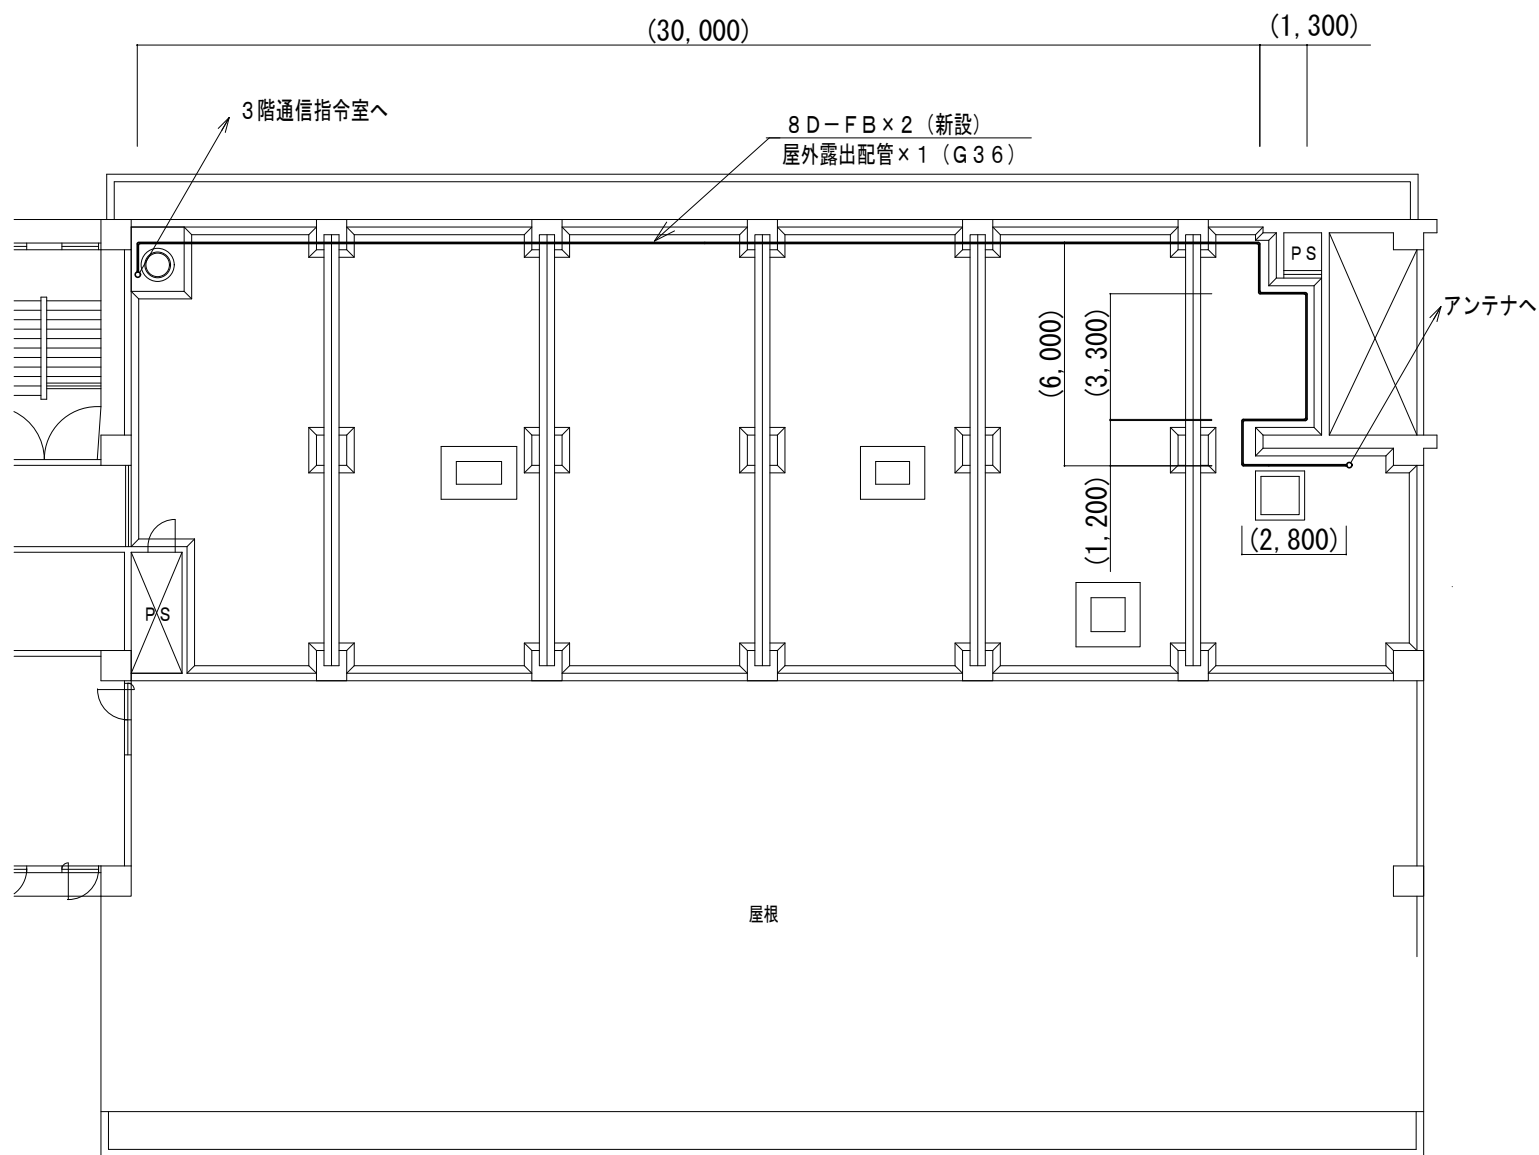 (30,000)
(1,300)
3階通信指令室へ
８Ｄ－ＦＢ×２（新設）
屋外露出配管×１（Ｇ３６）
ＰＳ
アンテナへ
(6,000)
(3,300)
(1,200)
(2,800)
ＰＳ
屋根